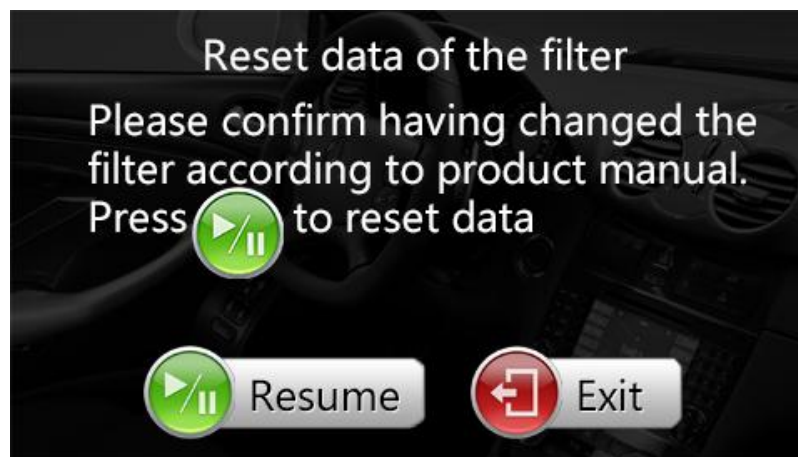 Reset data of the filter
Please confirm having changed the
filter according to product manual.
Press to reset data
Resume
Exit